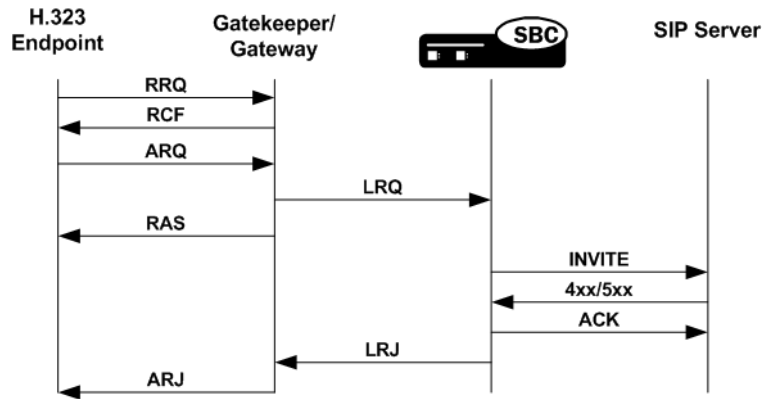 H.323
Endpoint
Gatekeeper/
Gateway
SBC
SIP Server
RRQ
RCF
ARQ
LRQ
RAS
INVITE
4xx/5xx
ACK
LRJ
ARJ